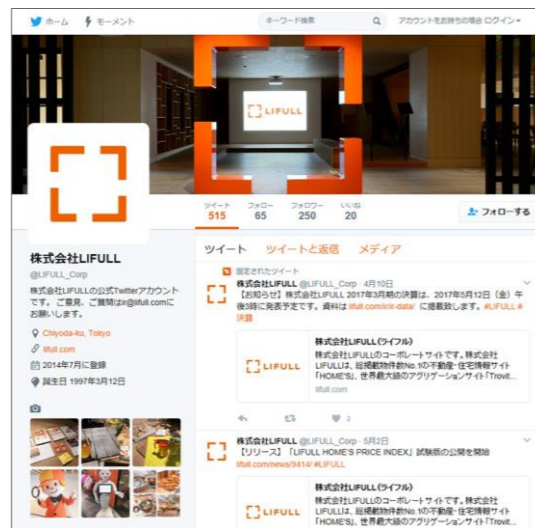 ホーム モーメント キーワード検索 アカウントをお持ちの場合 ログイン
LIFULL
ツイート フォロー フォロワー いいね
515 65 250 20
フォローする
株式会社LIFULL
@LIFULL_Corp
株式会社LIFULLの公式Twitterアカウント
です。ご意見、ご質問はir@lifull.comに
お願いします。
Chiyoda-ku, Tokyo
lifull.com
2014年7月に登録
誕生日 1997年3月12日
ツイート ツイートと返信 メディア
固定されたツイート
株式会社LIFULL @LIFULL_Corp · 4月10日
【お知らせ】株式会社LIFULL 2017年3月期の決算は、2017年5月12日（金）午
後3時に発表予定です。資料は lifull.com/ir/ir-data/ に掲載致します。#LIFULL #
決算
LIFULL
株式会社LIFULL(ライフル)
株式会社LIFULLのコーポレートサイトです。株式会社
LIFULLは、総掲載物件数No.1の不動産・住宅情報サイト
「HOME'S」、世界最大級のアグリゲーションサイト「Trovit...
lifull.com
2
株式会社LIFULL @LIFULL_Corp · 5月2日
【リリース】「LIFULL HOME'S PRICE INDEX」試験版の公開を開始
lifull.com/news/9414/ #LIFULL
LIFULL
株式会社LIFULL(ライフル)
株式会社LIFULLのコーポレートサイトです。株式会社
LIFULLは、総掲載物件数No.1の不動産・住宅情報サイト
「HOME'S」、世界最大級のアグリゲーションサイト「Trovit...